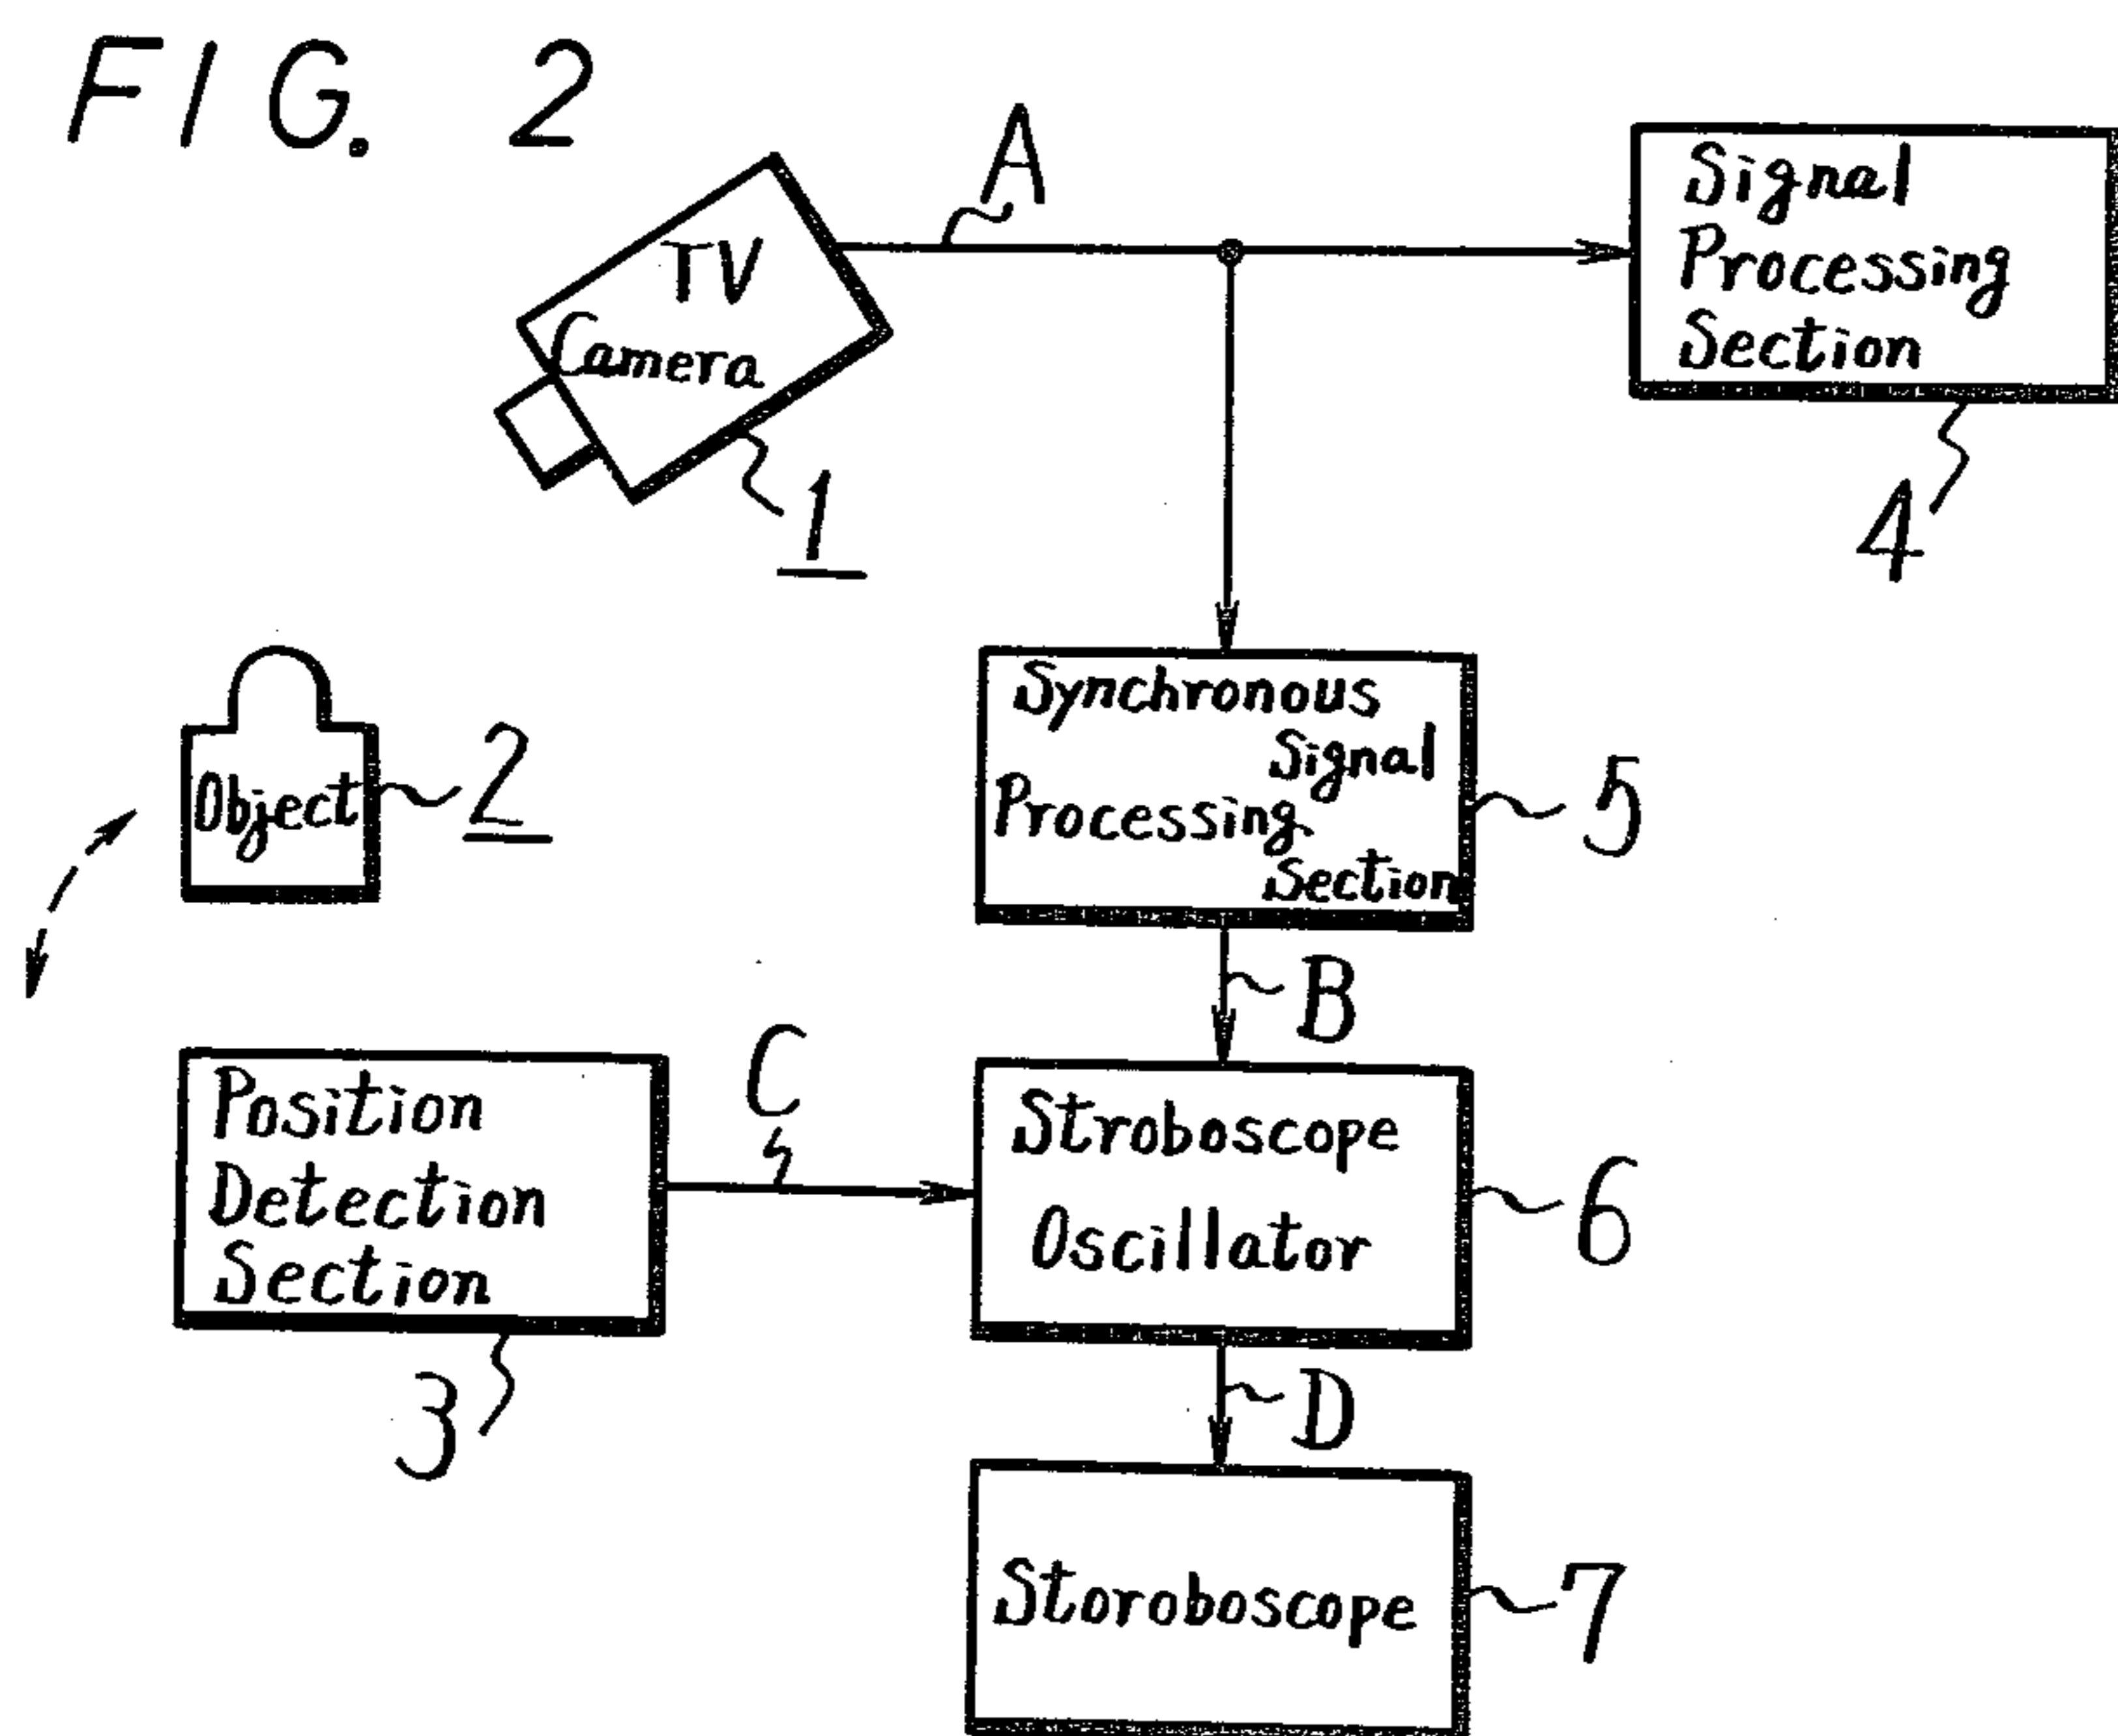 FIG. 2
A
TV
Camera
1
Signal
Processing
Section
4
Object
2
Synchronous
Signal
Processing
Section
5
B
Position
Detection
Section
3
C
Stroboscope
Oscillator
6
D
Storoboscope
7